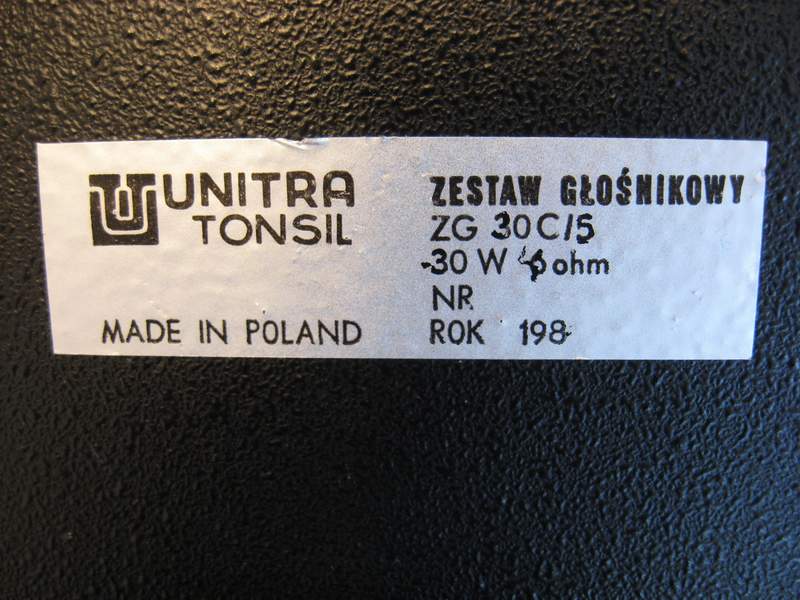 UNITRA
TONSIL
MADE IN POLAND
ZESTAW GŁOŚNIKOWY
ZG 30C/5
30 W ohm
NR
ROK 198